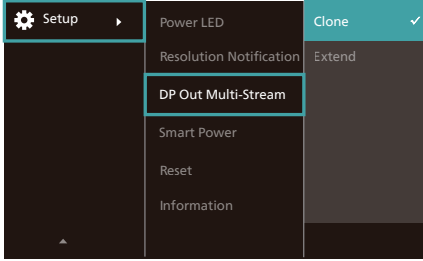 Setup
Power LED
Clone
Resolution Notification
Extend
DP Out Multi-Stream
Smart Power
Reset
Information